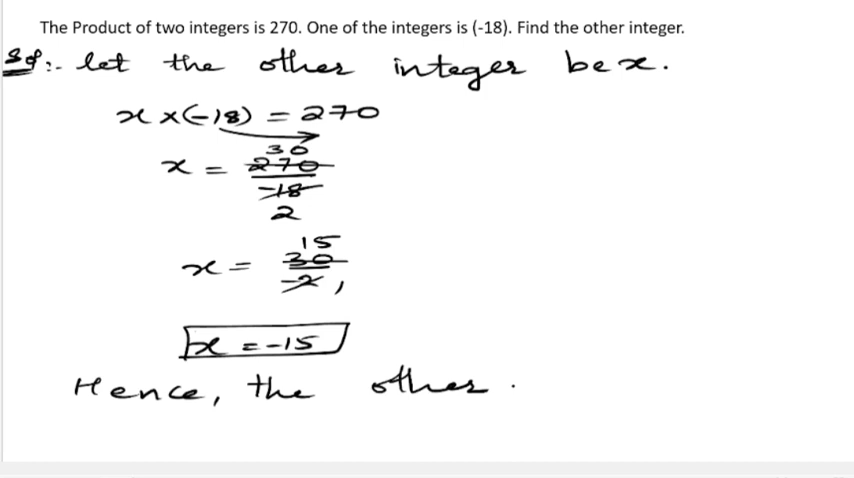 The Product of two integers is 270. One of the integers is (-18). Find the other integer.
Sol:- let the other integer be x.
x x(-18) = 270
30
x = 270
-18
2
15
x = 30
-2 1
x = -15
Hence, the other .